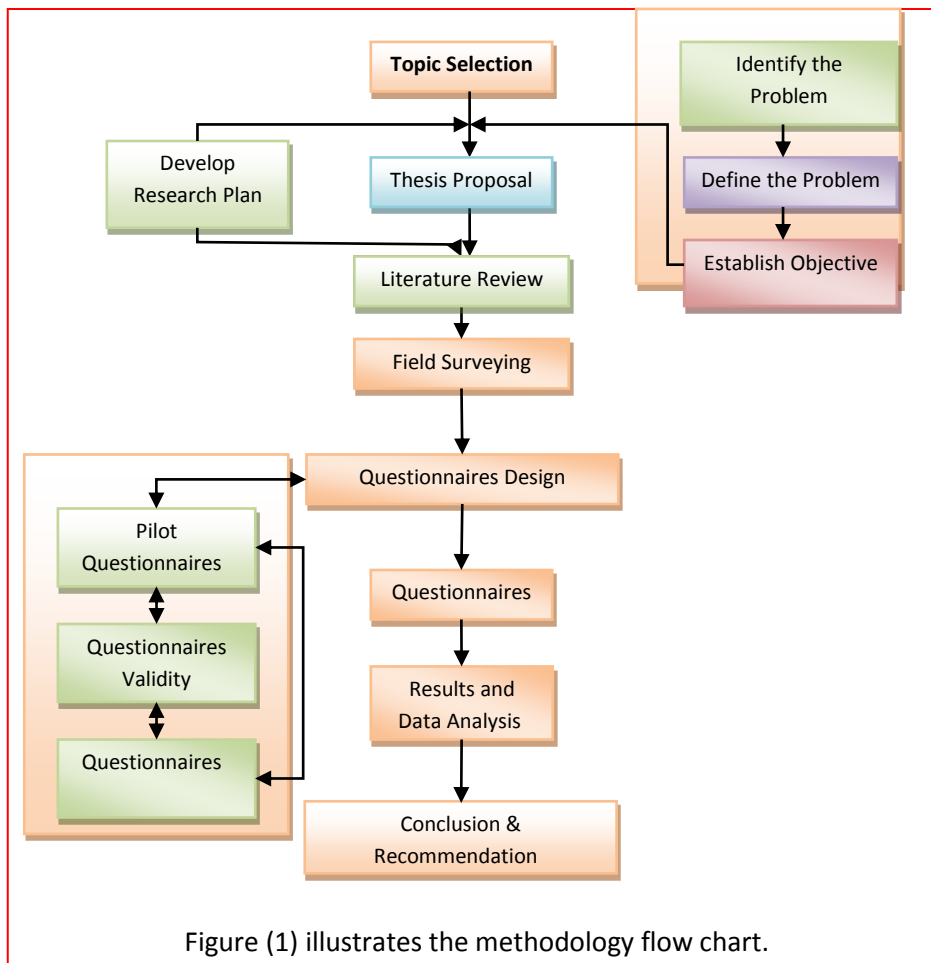 Topic Selection
Identify the
Problem
Develop
Research Plan
Thesis Proposal
Define the Problem
Literature Review
Establish Objective
Field Surveying
Questionnaires Design
Pilot
Questionnaires
Questionnaires
Questionnaires
Validity
Results and
Data Analysis
Questionnaires
Conclusion &
Recommendation
Figure (1) illustrates the methodology flow chart.